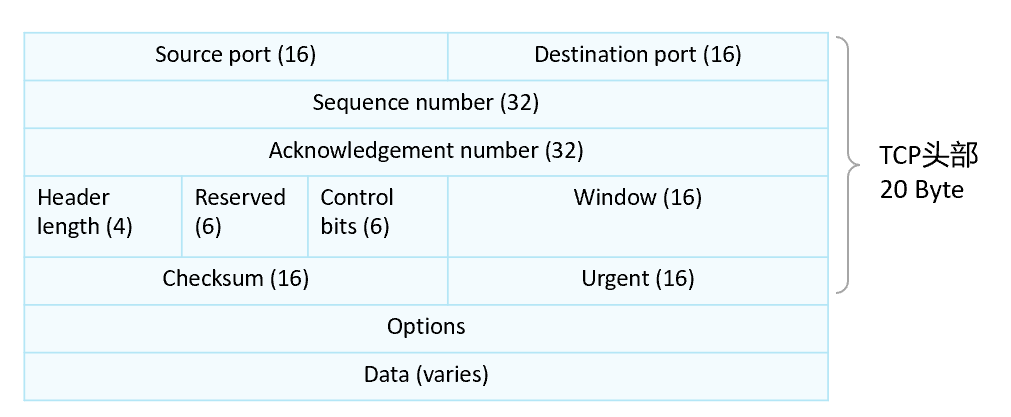 Source port (16)
Destination port (16)
Sequence number (32)
Acknowledgement number (32)
Header
length (4)
Reserved
(6)
Control
bits (6)
Window (16)
Checksum (16)
Urgent (16)
Options
Data (varies)
TCP头部
20 Byte